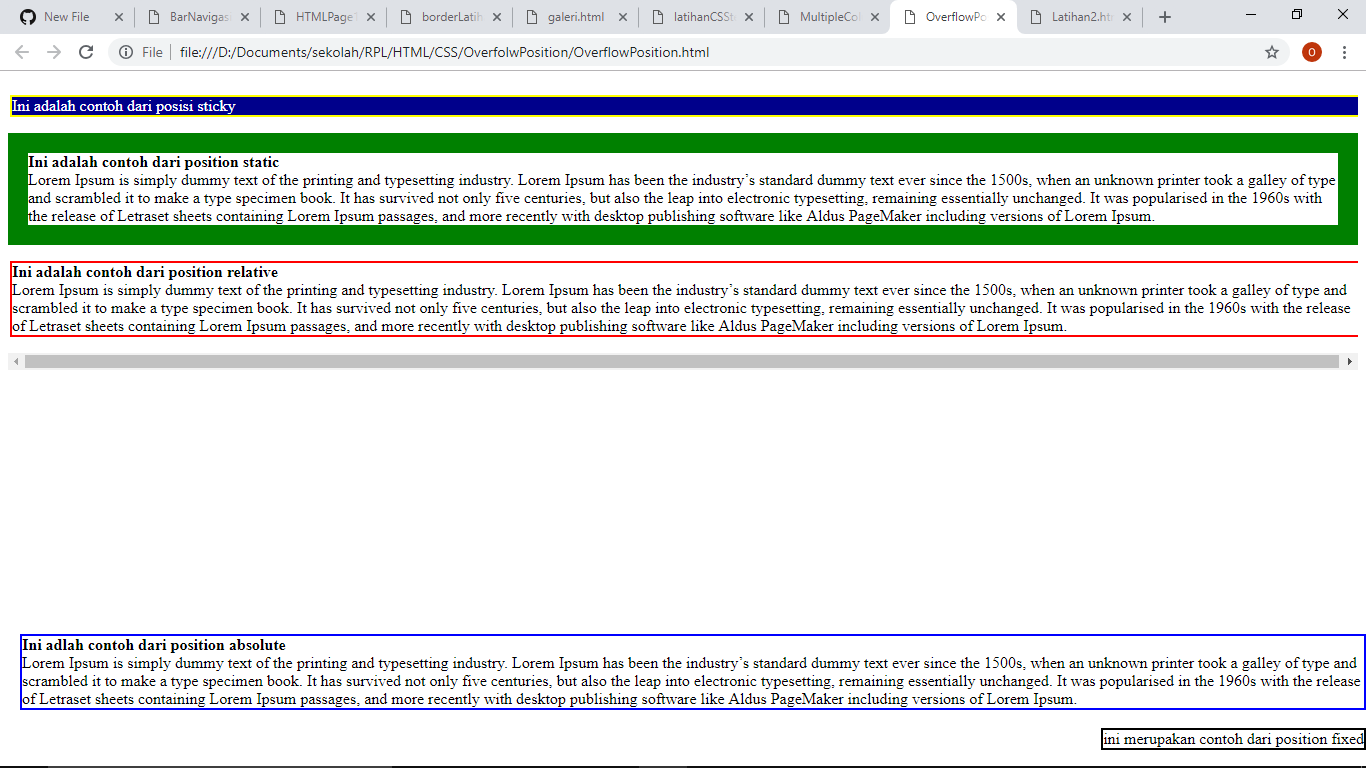 New File
BarNavigas
HTMLPage1
borderLatih
galeri.html
latihanCSSt
MultipleCol
OverflowPo
Latihan2.ht
File
file:///D:/Documents/sekolah/RPL/HTML/CSS/OverfolwPosition/OverflowPosition.html
O
Ini adalah contoh dari posisi sticky
Ini adalah contoh dari position static
Lorem Ipsum is simply dummy text of the printing and typesetting industry. Lorem Ipsum has been the industry’s standard dummy text ever since the 1500s, when an unknown printer took a galley of type
and scrambled it to make a type specimen book. It has survived not only five centuries, but also the leap into electronic typesetting, remaining essentially unchanged. It was popularised in the 1960s with
the release of Letraset sheets containing Lorem Ipsum passages, and more recently with desktop publishing software like Aldus PageMaker including versions of Lorem Ipsum.
Ini adalah contoh dari position relative
Lorem Ipsum is simply dummy text of the printing and typesetting industry. Lorem Ipsum has been the industry’s standard dummy text ever since the 1500s, when an unknown printer took a galley of type and
scrambled it to make a type specimen book. It has survived not only five centuries, but also the leap into electronic typesetting, remaining essentially unchanged. It was popularised in the 1960s with the release
of Letraset sheets containing Lorem Ipsum passages, and more recently with desktop publishing software like Aldus PageMaker including versions of Lorem Ipsum.
Ini adlah contoh dari position absolute
Lorem Ipsum is simply dummy text of the printing and typesetting industry. Lorem Ipsum has been the industry’s standard dummy text ever since the 1500s, when an unknown printer took a galley of type and
scrambled it to make a type specimen book. It has survived not only five centuries, but also the leap into electronic typesetting, remaining essentially unchanged. It was popularised in the 1960s with the release
of Letraset sheets containing Lorem Ipsum passages, and more recently with desktop publishing software like Aldus PageMaker including versions of Lorem Ipsum.
ini merupakan contoh dari position fixed